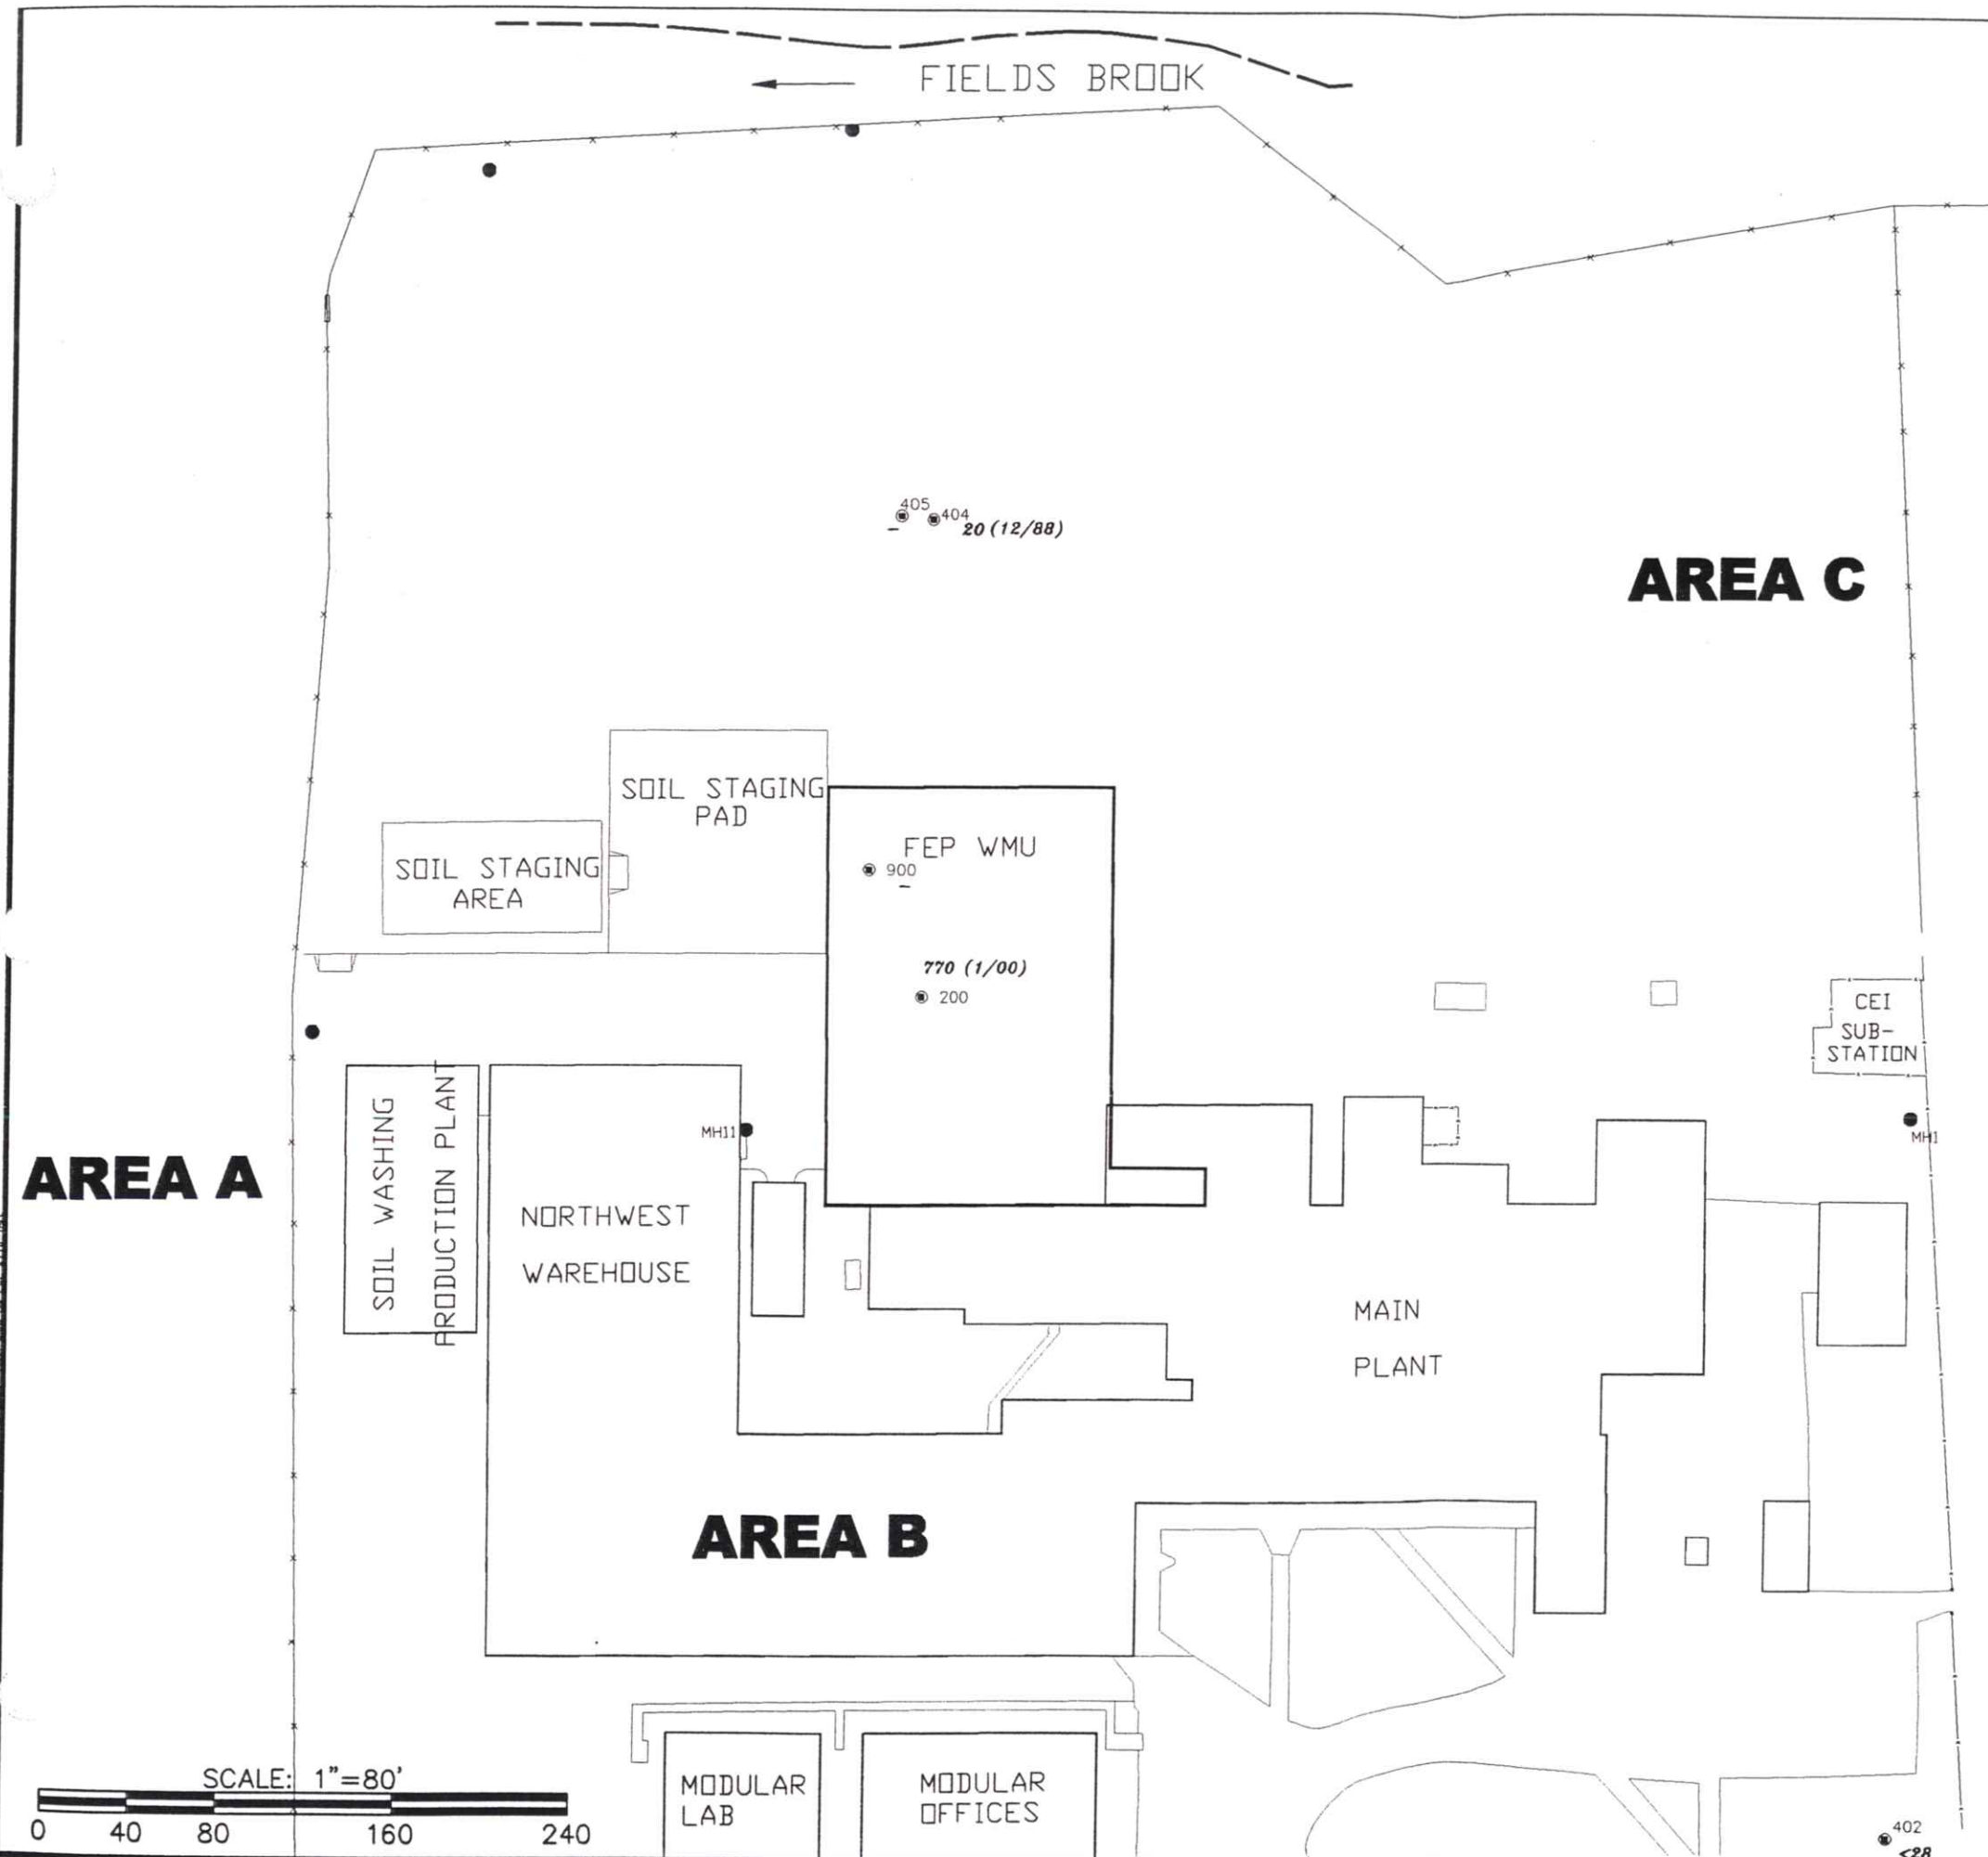 FIELDS BROOK
405
404
–
20 (12/88)
AREA C
SOIL STAGING
PAD
FEP WMU
SOIL STAGING
AREA
900
–
770 (1/00)
200
CEI
SUB-
STATION
MH11
MH1
AREA A
SOIL WASHING
PRODUCTION PLANT
NORTHWEST
WAREHOUSE
MAIN
PLANT
AREA B
SCALE: 1"=80'
0 40 80 160 240
MODULAR
LAB
MODULAR
OFFICES
402
<28